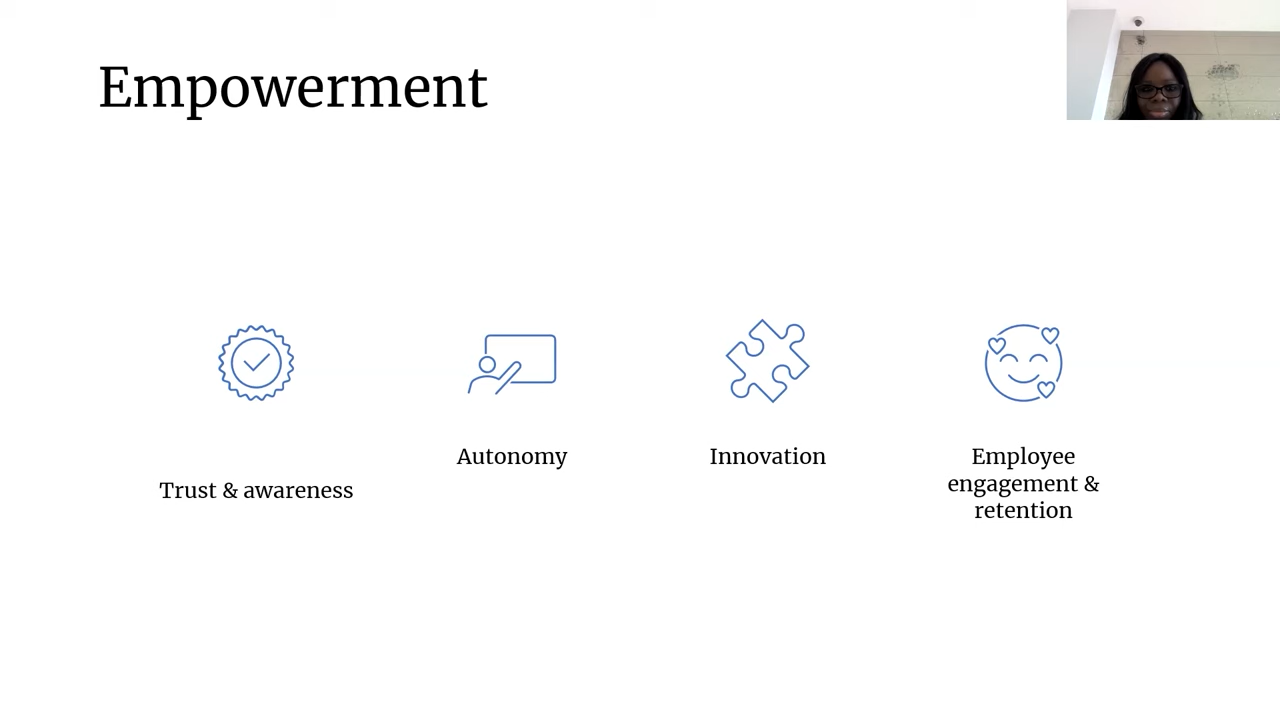 Empowerment
Trust & awareness
Autonomy
Innovation
Employee
engagement &
retention